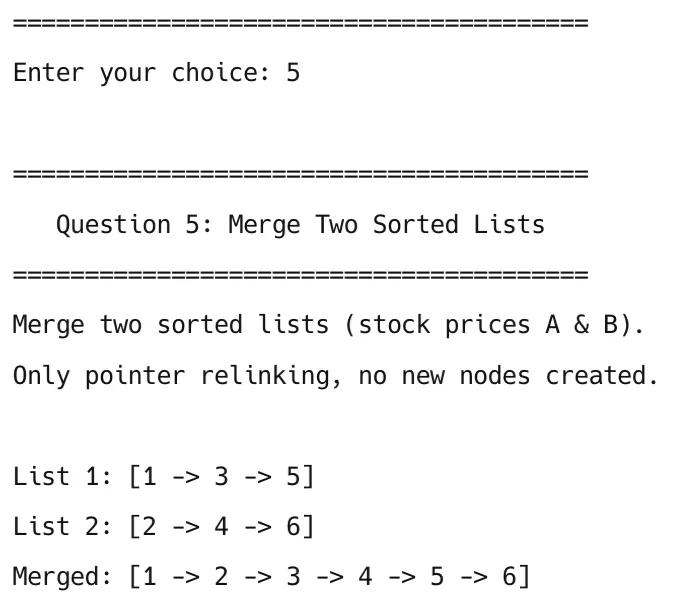 ========================================
Enter your choice: 5
========================================
Question 5: Merge Two Sorted Lists
========================================
Merge two sorted lists (stock prices A & B).
Only pointer relinking, no new nodes created.
List 1: [1 -> 3 -> 5]
List 2: [2 -> 4 -> 6]
Merged: [1 -> 2 -> 3 -> 4 -> 5 -> 6]